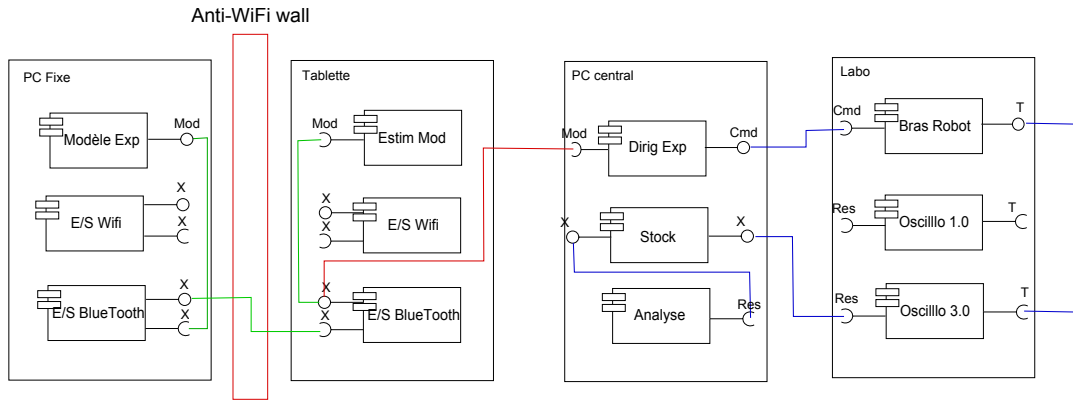 Anti-WiFi wall
PC Fixe
Modèle Exp
Mod
E/S Wifi
X
X
E/S BlueTooth
X
X
Tablette
Mod
Estim Mod
X
X
E/S Wifi
X
X
E/S BlueTooth
PC central
Mod
Dirig Exp
Cmd
X
Stock
X
Analyse
Res
Labo
Cmd
Bras Robot
T
Res
Oscilllo 1.0
T
Res
Oscilllo 3.0
T